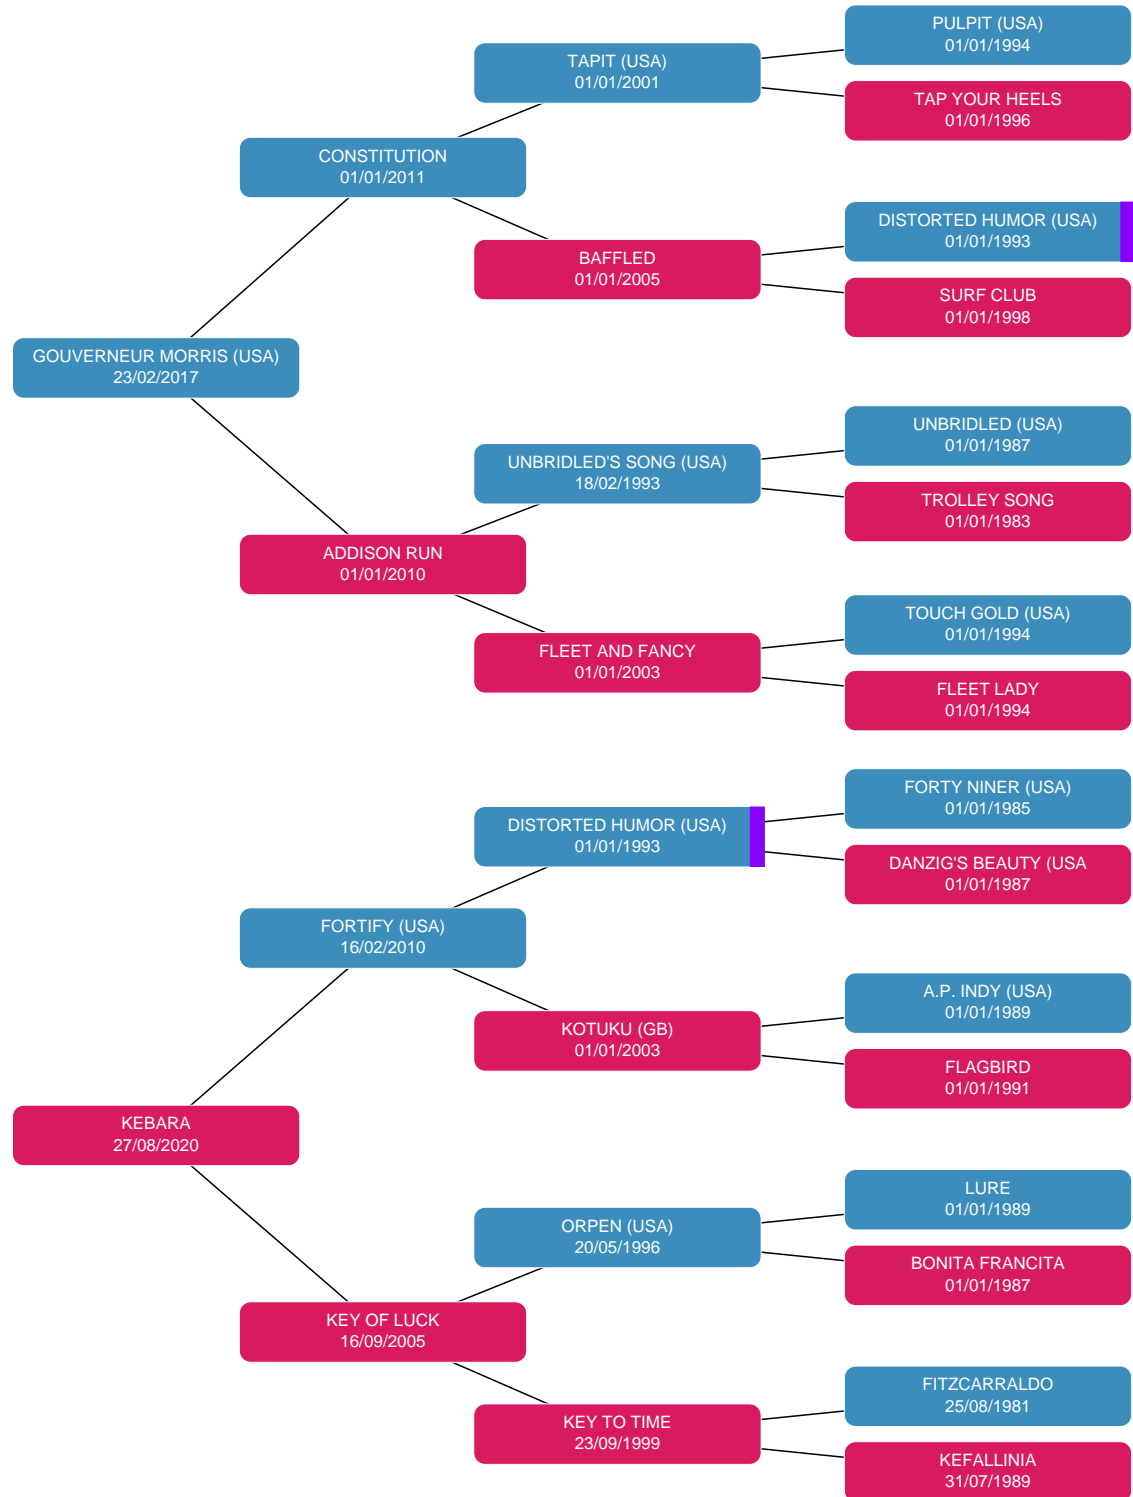 PULPIT (USA)
01/01/1994
TAPIT (USA)
01/01/2001
TAP YOUR HEELS
01/01/1996
CONSTITUTION
01/01/2011
DISTORTED HUMOR (USA)
01/01/1993
BAFFLED
01/01/2005
SURF CLUB
01/01/1998
GOUVERNEUR MORRIS (USA)
23/02/2017
UNBRIDLED (USA)
01/01/1987
UNBRIDLED'S SONG (USA)
18/02/1993
TROLLEY SONG
01/01/1983
ADDISON RUN
01/01/2010
TOUCH GOLD (USA)
01/01/1994
FLEET AND FANCY
01/01/2003
FLEET LADY
01/01/1994
FORTY NINER (USA)
01/01/1985
DISTORTED HUMOR (USA)
01/01/1993
DANZIG'S BEAUTY (USA
01/01/1987
FORTIFY (USA)
16/02/2010
A.P. INDY (USA)
01/01/1989
KOTUKU (GB)
01/01/2003
FLAGBIRD
01/01/1991
KEBARA
27/08/2020
LURE
01/01/1989
ORPEN (USA)
20/05/1996
BONITA FRANCITA
01/01/1987
KEY OF LUCK
16/09/2005
FITZCARRALDO
25/08/1981
KEY TO TIME
23/09/1999
KEFALLINIA
31/07/1989